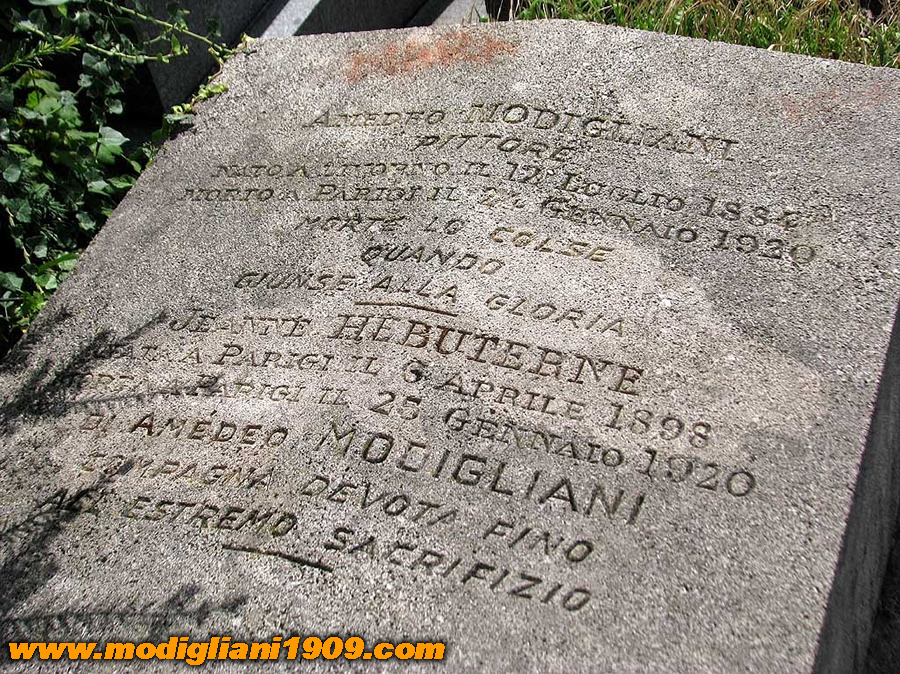 AMEDEO MODIGLIANI
PITTORE
NATO A LIVORNO IL 12 LUGLIO 1884
MORTO A PARIGI IL 24 GENNAIO 1920
MORTE LO COLSE
QUANDO
GIUNSE ALLA GLORIA
JEANNE HEBUTERNE
NATA A PARIGI IL 6 APRILE 1898
MORTA A PARIGI IL 25 GENNAIO 1920
DI AMEDEO MODIGLIANI
COMPAGNA DEVOTA FINO
ALL ESTREMO SACRIFIZIO
www.modigliani1909.com